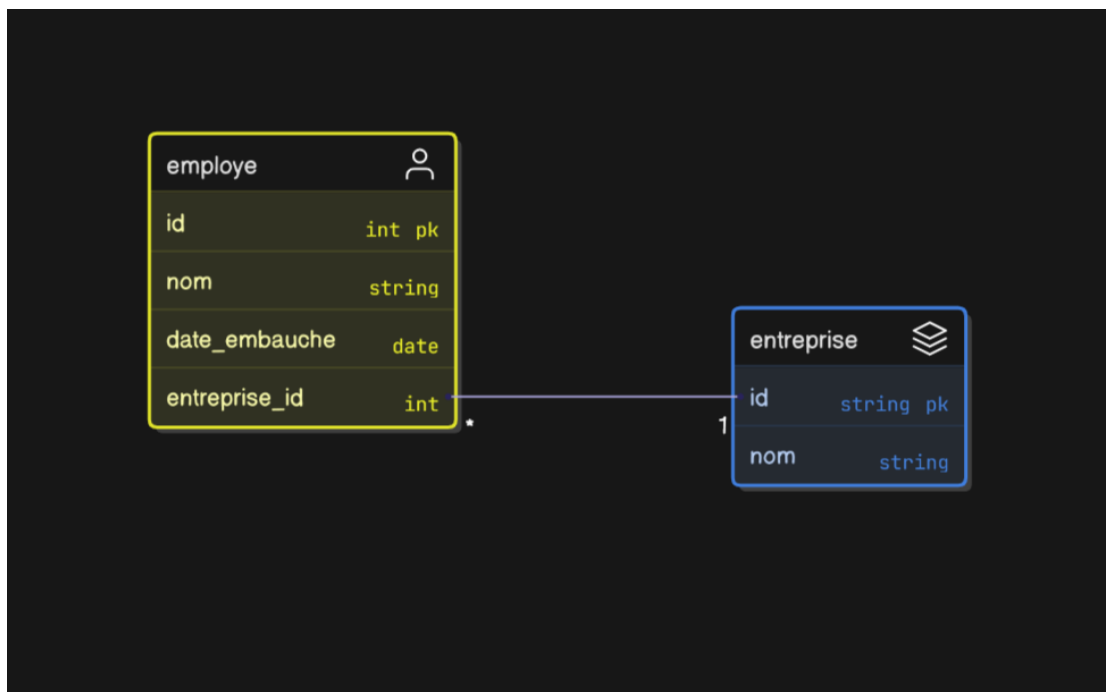 employe
id int pk
nom string
date_embauche date
entreprise_id int
*
1
entreprise
id string pk
nom string